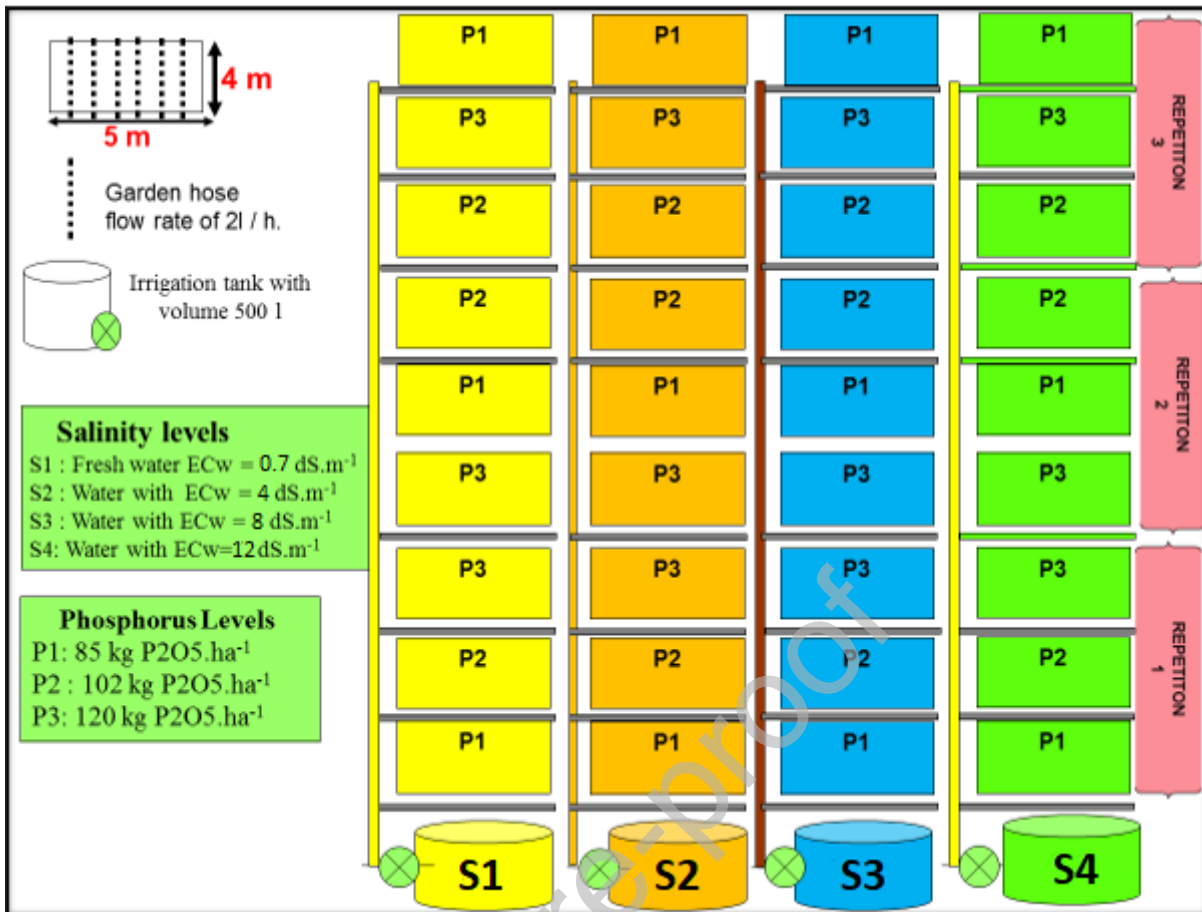 4 m
5 m
Garden hose
flow rate of 2l / h.
Irrigation tank with
volume 500 l
Salinity levels
S1 : Fresh water ECw = 0.7 dS.m⁻¹
S2 : Water with ECw = 4 dS.m⁻¹
S3 : Water with ECw = 8 dS.m⁻¹
S4: Water with ECw=12dS.m⁻¹
Phosphorus Levels
P1: 85 kg P2O5.ha⁻¹
P2 : 102 kg P2O5.ha⁻¹
P3: 120 kg P2O5.ha⁻¹
P1 P1 P1 P1
P3 P3 P3 P3
P2 P2 P2 P2
REPETITON
3
P2 P2 P2 P2
P1 P1 P1 P1
P3 P3 P3 P3
REPETITON
2
P3 P3 P3 P3
P2 P2 P2 P2
P1 P1 P1 P1
REPETITON
1
S1 S2 S3 S4
re-proof